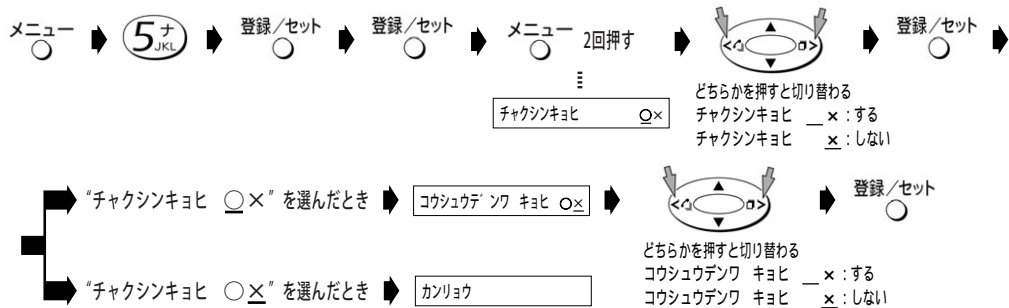 メニュー 5ナJKL 登録/セット 登録/セット メニュー 2回押す 登録/セット
どちらかを押すと切り替わる
チャクシンキョヒ ○×
チャクシンキョヒ ＿×:する
チャクシンキョヒ ×:しない
“チャクシンキョヒ ○×” を選んだとき
コウシュウデンワ キョヒ ○×
登録/セット
どちらかを押すと切り替わる
コウシュウデンワ キョヒ ＿×:する
“チャクシンキョヒ ○×” を選んだとき
カンリョウ
コウシュウデンワ キョヒ ×:しない